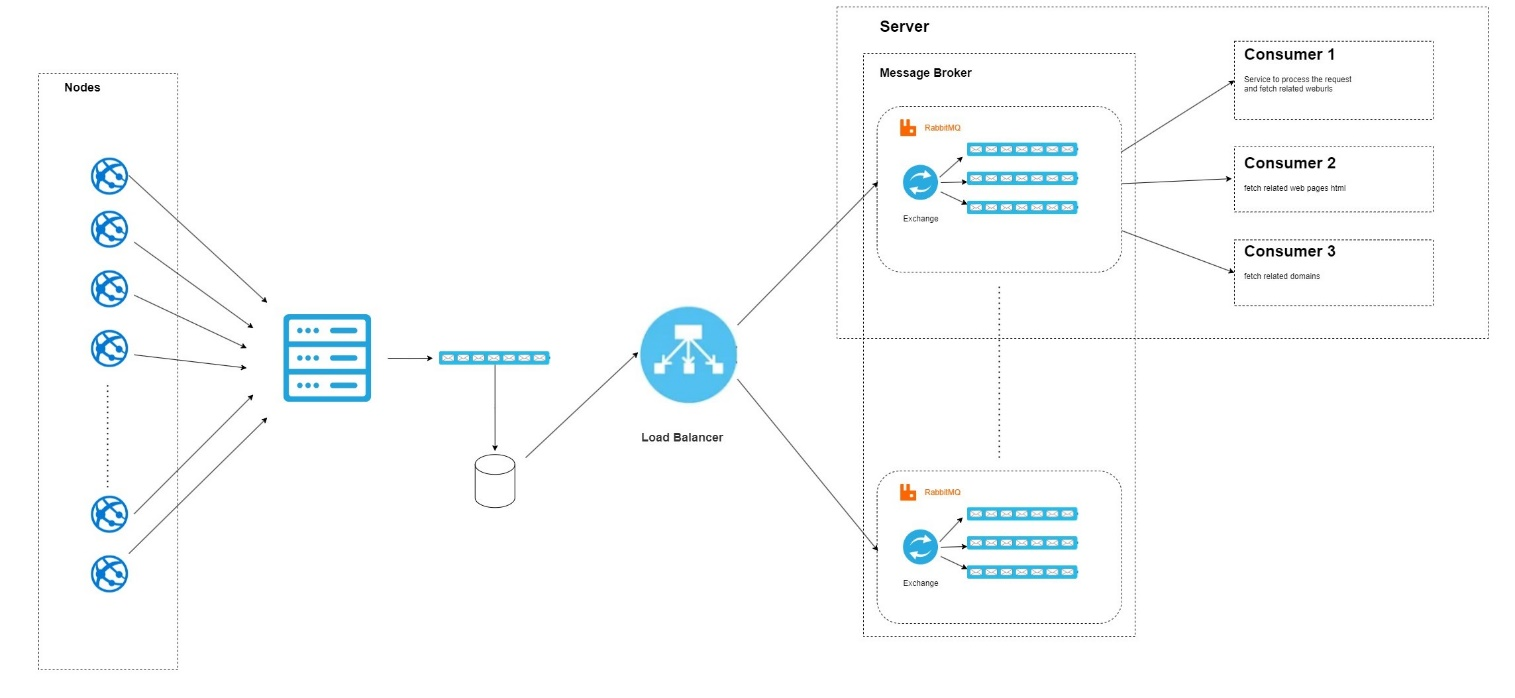 Nodes
Load Balancer
Server
Message Broker
RabbitMQ
Exchange
RabbitMQ
Exchange
Consumer 1
Service to process the request
and fetch related weburls
Consumer 2
fetch related web pages html
Consumer 3
fetch related domains